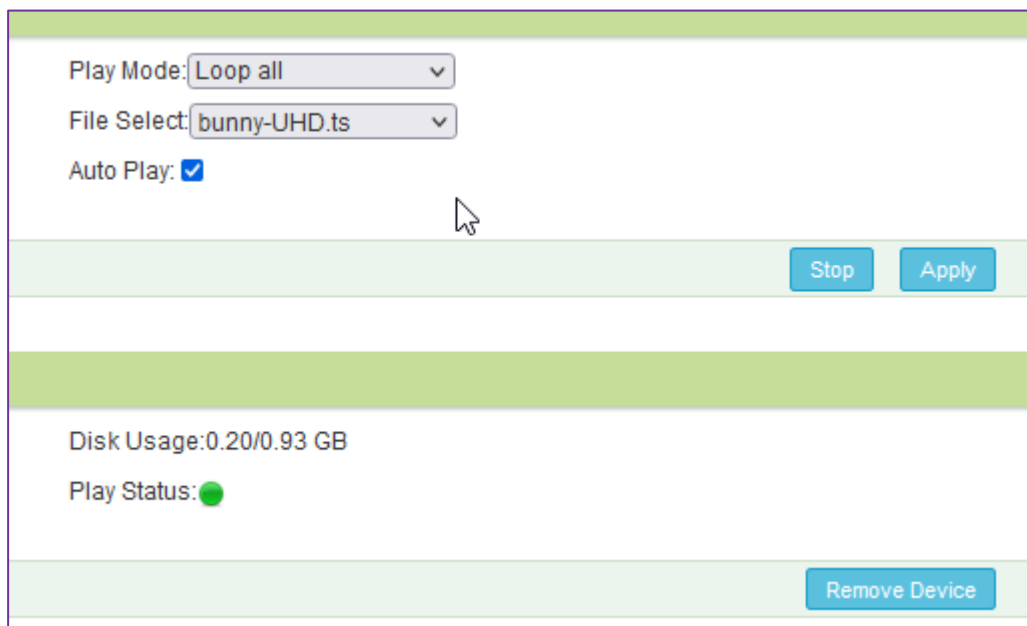 Play Mode: Loop all
File Select: bunny-UHD.ts
Auto Play:
Stop Apply
Disk Usage:0.20/0.93 GB
Play Status:
Remove Device